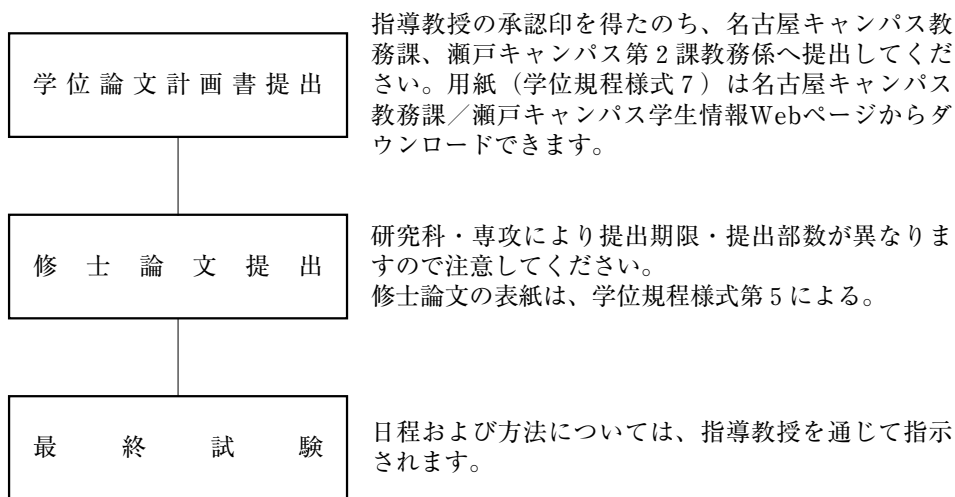 学位論文計画書提出
指導教授の承認印を得たのち、名古屋キャンパス教
務課、瀬戸キャンパス第2課教務係へ提出してくだ
さい。用紙（学位規程様式7）は名古屋キャンパス
教務課／瀬戸キャンパス学生情報Webページからダ
ウンロードできます。
修士論文提出
研究科・専攻により提出期限・提出部数が異なりま
すので注意してください。
修士論文の表紙は、学位規程様式第5による。
最終試験
日程および方法については、指導教授を通じて指示
されます。